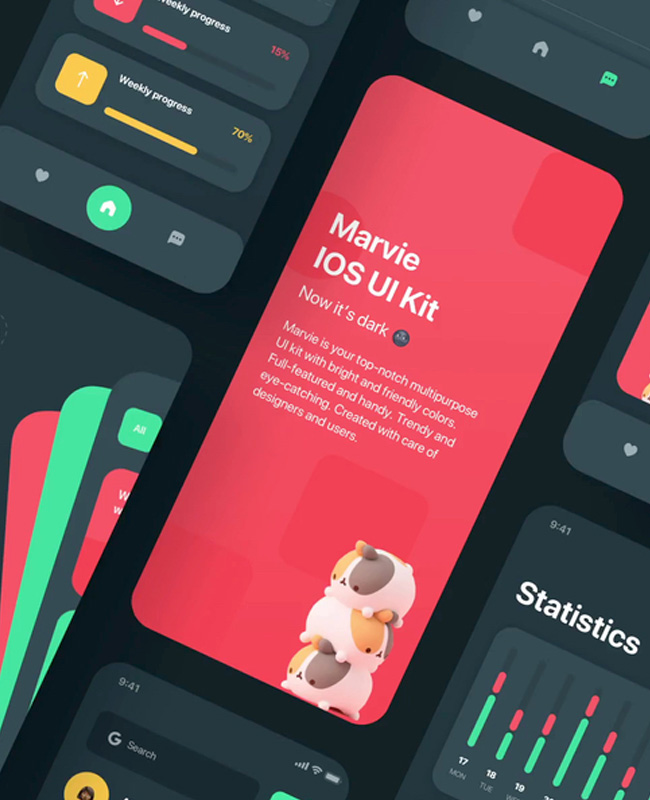 Weekly progress
15%
Weekly progress
70%
Marvie
IOS UI Kit
Now it's dark
Marvie is your top-notch multipurpose
UI kit with bright and friendly colors.
Full-featured and handy. Trendy and
eye-catching. Created with care of
designers and users.
All
9:41
Statistics
17
MON
18
TUE
19
20
9:41
G Search